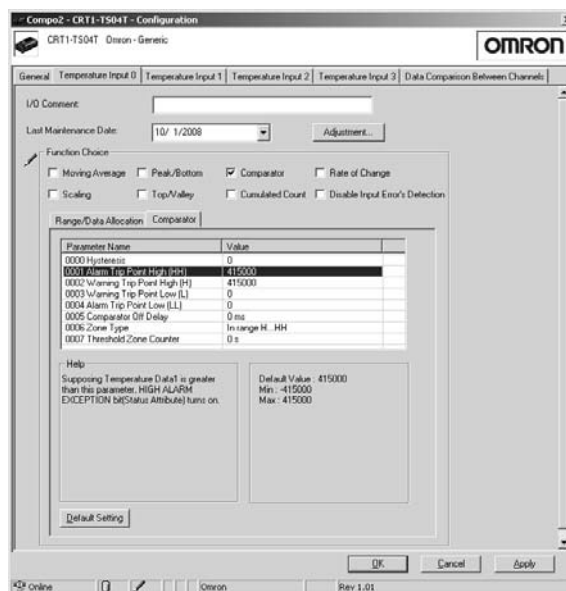 Compo2 - CRT1-TS04T - Configuration
CRT1-TS04T Omron - Generic
OMRON
General Temperature Input 0 Temperature Input 1 Temperature Input 2 Temperature Input 3 Data Comparison Between Channels
I/O Comment:
Last Maintenance Date: 10/ 1/2008 Adjustment...
Function Choice
Moving Average Peak/Bottom Comparator Rate of Change
Scaling Top/Valley Cumulated Count Disable Input Error's Detection
Range/Data Allocation Comparator
Parameter Name Value
0000 Hysteresis 0
0001 Alarm Trip Point High (HH) 415000
0002 Warning Trip Point High (H) 415000
0003 Warning Trip Point Low (L) 0
0004 Alarm Trip Point Low (LL) 0
0005 Comparator Off Delay 0 ms
0006 Zone Type In range H...HH
0007 Threshold Zone Counter 0 s
Help
Supposing Temperature Data1 is greater than this parameter, HIGH ALARM EXCEPTION bit(Status Attribute) turns on.
Default Value : 415000
Min : -415000
Max : 415000
Default Setting
OK Cancel Apply
Online Omron Rev 1.01